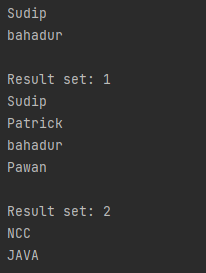 Sudip
bahadur
Result set: 1
Sudip
Patrick
bahadur
Pawan
Result set: 2
NCC
JAVA